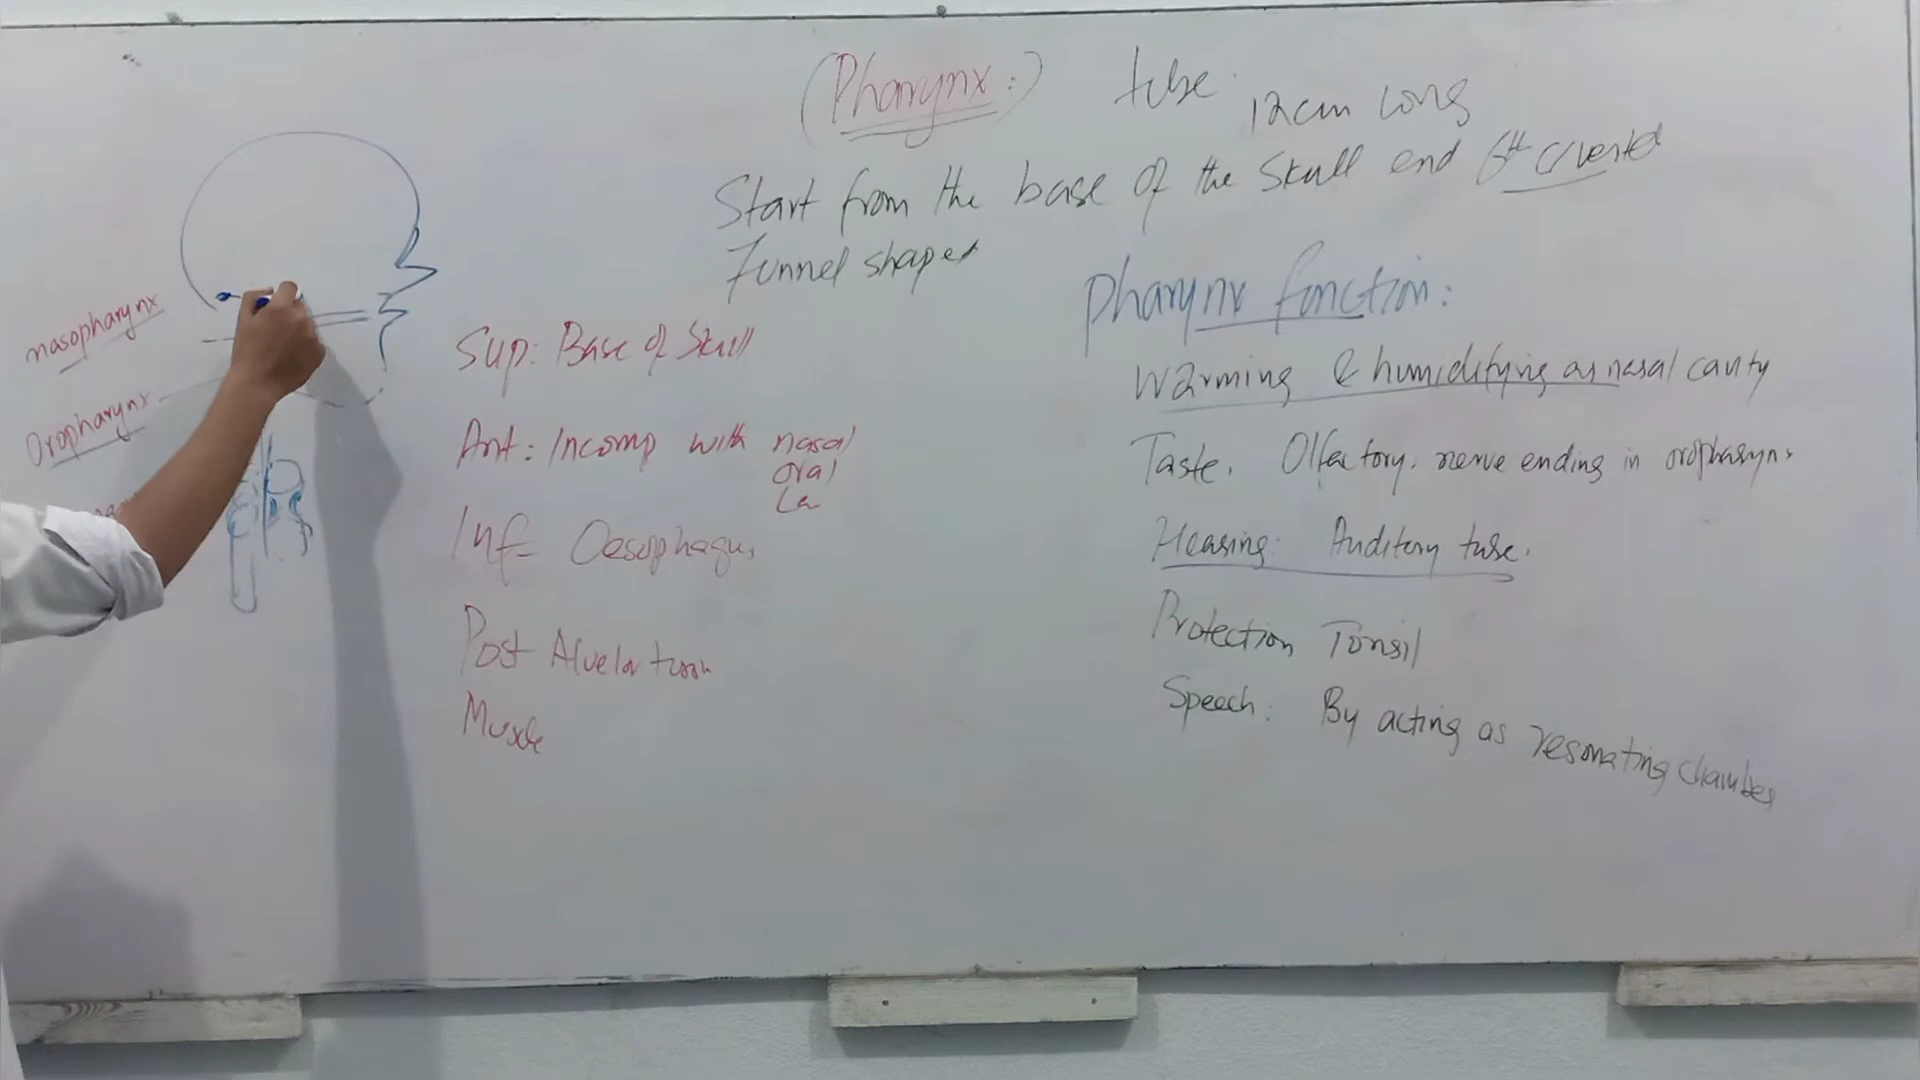 (Pharynx:) tube.
12cm long
Start from the base of the Skull end 6th C/verteb
Funnel shaped
nasopharynx
Oropharynx
Sup: Base of Skull
Ant: Incomp with nasal
oral
La
Inf- Oesophagus
Post Alvelar
Muscle
Pharynx function:
Warming & humidifying as nasal cavity
Taste. Olfactory. nerve ending in oropharynx
Hearing: Auditory tube.
Protection Tonsil
Speech: By acting as resonating chamber